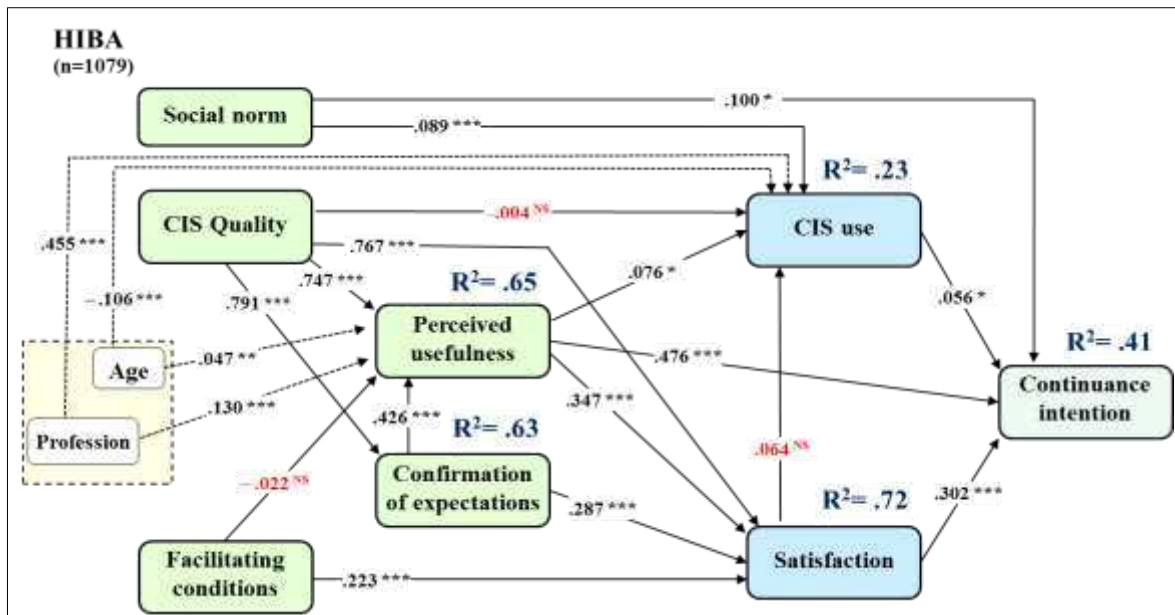 HIBA
(n=1079)
Social norm
.100 *
.089 ***
R²= .23
CIS Quality
-.004 NS
CIS use
.455 ***
.767 ***
.747 ***
.076 *
.791 ***
R²= .65
−.106 ***
.056 *
Perceived
usefulness
.047 **
R²= .41
Age
.476 ***
Continuance
intention
.130 ***
.347 ***
.426 ***
Profession
R²= .63
.064 NS
−.022 NS
Confirmation
of expectations
R²= .72
.302 ***
.287 ***
Facilitating
conditions
.223 ***
Satisfaction